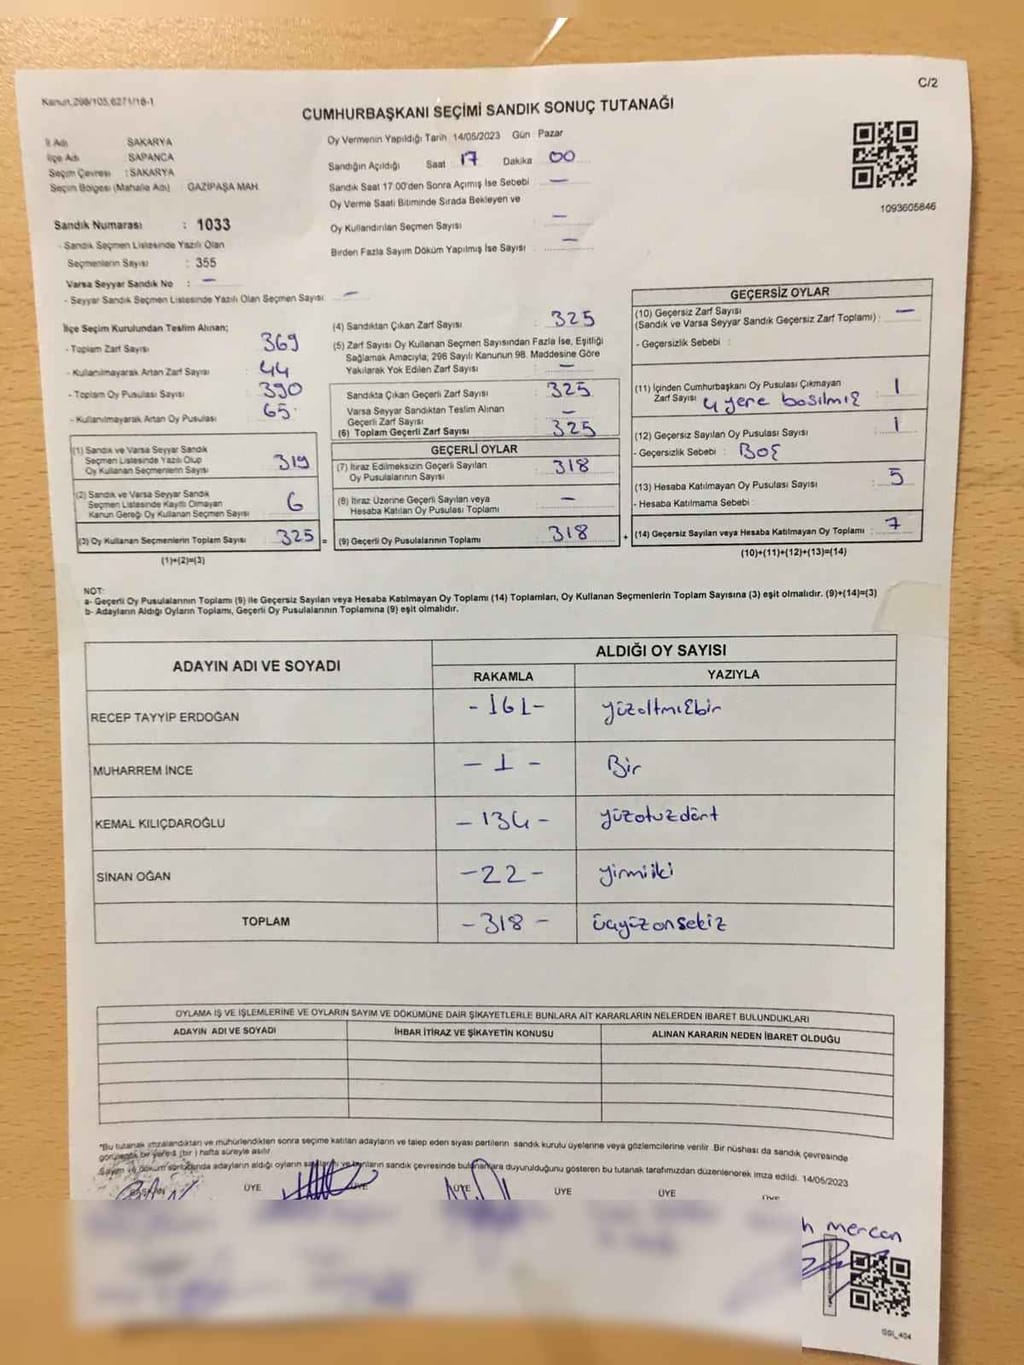 C/2
Kanun,298/105,6271/18-1
CUMHURBAŞKANI SEÇİMİ SANDIK SONUÇ TUTANAĞI
İl Adı SAKARYA
İlçe Adı SAPANCA
Seçim Çevresi : SAKARYA
Seçim Bölgesi (Mahalle Adı) GAZİPAŞA MAH.
Sandık Numarası : 1033
- Sandık Seçmen Listesinde Yazılı Olan
Seçmenlerin Sayısı : 355
Varsa Seyyar Sandık No : —
- Seyyar Sandık Seçmen Listesinde Yazılı Olan Seçmen Sayısı: —
Oy Vermenin Yapıldığı Tarih 14/05/2023 Gün Pazar
Sandığın Açıldığı Saat 17 Dakika 00
Sandık Saat 17:00'den Sonra Açımış İse Sebebi —
Oy Verme Saati Bitiminde Sırada Bekleyen ve
Oy Kullandırılan Seçmen Sayısı —
Birden Fazla Sayım Döküm Yapılmış İse Sayısı —
1093605846
İlçe Seçim Kurulundan Teslim Alınan;
- Toplam Zarf Sayısı 369
- Kullanılmayarak Artan Zarf Sayısı 44
- Toplam Oy Pusulası Sayısı 390
- Kullanılmayarak Artan Oy Pusulası 65
(1) Sandık ve Varsa Seyyar Sandık
Seçmen Listesinde Yazılı Olup
Oy Kullanan Seçmenlerin Sayısı 319
(2) Sandık ve Varsa Seyyar Sandık
Seçmen Listesinde Kayıtlı Olmayan
Kanun Gereği Oy Kullanan Seçmen Sayısı 6
(3) Oy Kullanan Seçmenlerin Toplam Sayısı 325 =
(1)+(2)=(3)
(4) Sandıktan Çıkan Zarf Sayısı 325
(5) Zarf Sayısı Oy Kullanan Seçmen Sayısından Fazla İse, Eşitliği
Sağlamak Amacıyla; 298 Sayılı Kanunun 98. Maddesine Göre
Yakılarak Yok Edilen Zarf Sayısı —
Sandıkta Çıkan Geçerli Zarf Sayısı 325
Varsa Seyyar Sandıktan Teslim Alınan
Geçerli Zarf Sayısı —
(6) Toplam Geçerli Zarf Sayısı 325
GEÇERLİ OYLAR
(7) İtiraz Edilmeksizin Geçerli Sayılan
Oy Pusulalarının Sayısı 318
(8) İtiraz Üzerine Geçerli Sayılan veya
Hesaba Katılan Oy Pusulası Toplamı —
(9) Geçerli Oy Pusulalarının Toplamı 318 +
GEÇERSİZ OYLAR
(10) Geçersiz Zarf Sayısı
(Sandık ve Varsa Seyyar Sandık Geçersiz Zarf Toplamı) : —
- Geçersizlik Sebebi :
(11) İçinden Cumhurbaşkanı Oy Pusulası Çıkmayan
Zarf Sayısı 1
4 yere basılmış
(12) Geçersiz Sayılan Oy Pusulası Sayısı 1
- Geçersizlik Sebebi : BOŞ
(13) Hesaba Katılmayan Oy Pusulası Sayısı 5
- Hesaba Katılmama Sebebi :
(14) Geçersiz Sayılan veya Hesaba Katılmayan Oy Toplamı : 7
(10)+(11)+(12)+(13)=(14)
NOT:
a- Geçerli Oy Pusulalarının Toplamı (9) ile Geçersiz Sayılan veya Hesaba Katılmayan Oy Toplamı (14) Toplamları, Oy Kullanan Seçmenlerin Toplam Sayısına (3) eşit olmalıdır. (9)+(14)=(3)
b- Adayların Aldığı Oyların Toplamı, Geçerli Oy Pusulalarının Toplamına (9) eşit olmalıdır.
ADAYIN ADI VE SOYADI ALDIĞI OY SAYISI
RAKAMLA YAZIYLA
RECEP TAYYİP ERDOĞAN -161- yüzaltmışbir
MUHARREM İNCE -1- Bir
KEMAL KILIÇDAROĞLU -134- yüzotuzdört
SİNAN OĞAN -22- yirmiiki
TOPLAM -318- üçyüzonsekiz
OYLAMA İŞ VE İŞLEMLERİNE VE OYLARIN SAYIM VE DÖKÜMÜNE DAİR ŞİKAYETLERLE BUNLARA AİT KARARLARIN NELERDEN İBARET BULUNDUKLARI
ADAYIN ADI VE SOYADI İHBAR İTİRAZ VE ŞİKAYETİN KONUSU ALINAN KARARIN NEDEN İBARET OLDUĞU
*Bu tutanak imzalandıktan ve mühürlendikten sonra seçime katılan adayların ve talep eden siyasi partilerin sandık kurulu üyelerine veya gözlemcilerine verilir. Bir nüshası da sandık çevresinde
görünecek bir yere 1 (bir) hafta süreyle asılır.
Sayım ve döküm sonucunda adayların aldığı oyların sandık çevresinde bulunanlara duyurulduğunu gösteren bu tutanak tarafımızdan düzenlenerek imza edildi. 14/05/2023
ÜYE ÜYE ÜYE ÜYE ÜYE
Mercan